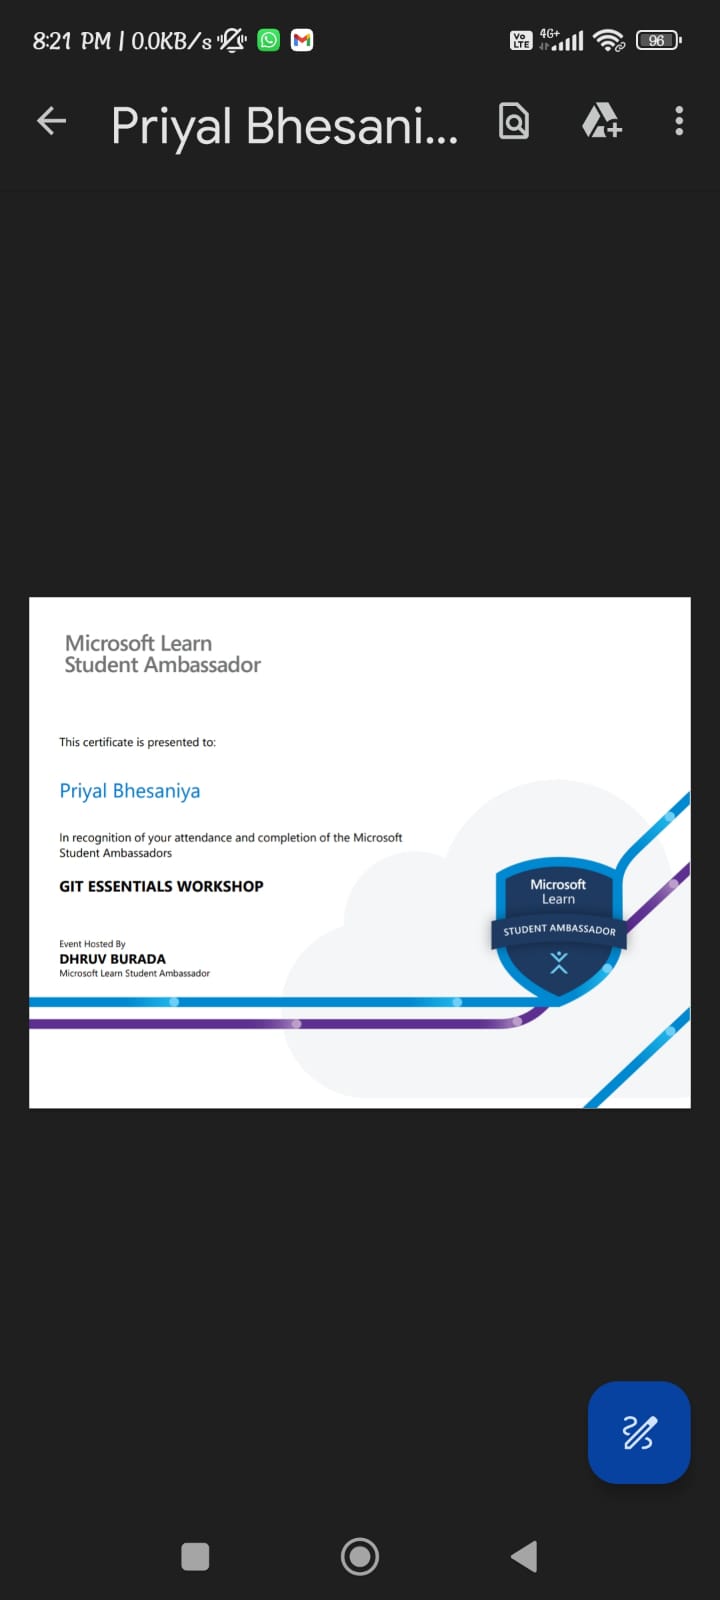 8:21 PM | 0.0KB/s
Vo LTE 4G+ 96
Priyal Bhesani...
Microsoft Learn
Student Ambassador
This certificate is presented to:
Priyal Bhesaniya
In recognition of your attendance and completion of the Microsoft
Student Ambassadors
GIT ESSENTIALS WORKSHOP
Event Hosted By
DHRUV BURADA
Microsoft Learn Student Ambassador
Microsoft
Learn
STUDENT AMBASSADOR